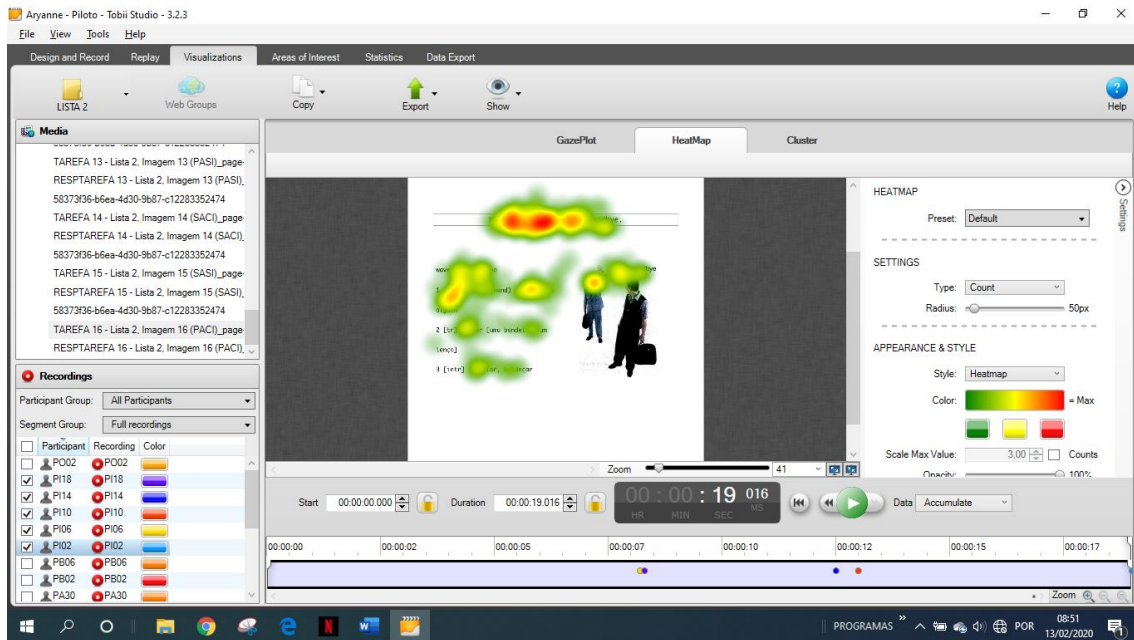 Aryanne - Piloto - Tobii Studio - 3.2.3
File View Tools Help
Design and Record Replay Visualizations Areas of Interest Statistics Data Export
LISTA 2 Web Groups Copy Export Show Help
Media
GazePlot HeatMap Cluster
TAREFA 13 - Lista 2, Imagem 13 (PASI)_page-
RESPTAREFA 13 - Lista 2, Imagem 13 (PASI)_
58373f36-b6ea-4d30-9b87-c12283352474
TAREFA 14 - Lista 2, Imagem 14 (SACI)_page-
RESPTAREFA 14 - Lista 2, Imagem 14 (SACI)_
58373f36-b6ea-4d30-9b87-c12283352474
TAREFA 15 - Lista 2, Imagem 15 (SASI)_page-
RESPTAREFA 15 - Lista 2, Imagem 15 (SASI)_
58373f36-b6ea-4d30-9b87-c12283352474
TAREFA 16 - Lista 2, Imagem 16 (PACI)_page-
RESPTAREFA 16 - Lista 2, Imagem 16 (PACI)_
1
2 [tr]
3 [intr]
HEATMAP
Preset: Default
SETTINGS
Type: Count
Radius: 50px
APPEARANCE & STYLE
Style: Heatmap
Color: = Max
Scale Max Value: 3,00 Counts
Opacity: 100%
Settings
Zoom 41
Recordings
Participant Group: All Participants
Segment Group: Full recordings
Participant Recording Color
PO02 PO02
PI18 PI18
PI14 PI14
PI10 PI10
PI06 PI06
PI02 PI02
PB06 PB06
PB02 PB02
PA30 PA30
Start 00:00:00.000 Duration 00:00:19.016 00 : 00 : 19 016 Data Accumulate
HR MIN SEC MS
00:00:00 00:00:02 00:00:05 00:00:07 00:00:10 00:00:12 00:00:15 00:00:17
Zoom
PROGRAMAS POR 08:51
13/02/2020